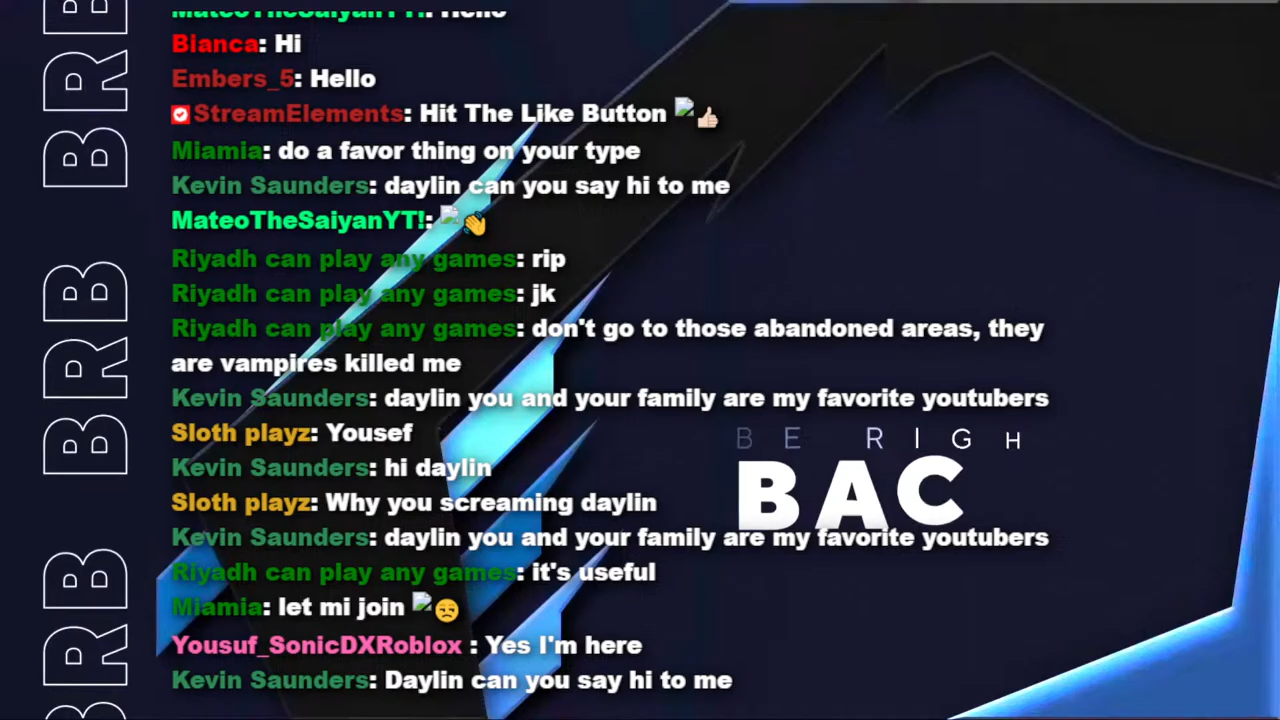 BRB BRB BRB BRB BRB
MateoTheSaiyanYT!: Hello
Bianca: Hi
Embers_5: Hello
StreamElements: Hit The Like Button 👍🏻
Miamia: do a favor thing on your type
Kevin Saunders: daylin can you say hi to me
MateoTheSaiyanYT!: 👋
Riyadh can play any games: rip
Riyadh can play any games: jk
Riyadh can play any games: don't go to those abandoned areas, they
are vampires killed me
Kevin Saunders: daylin you and your family are my favorite youtubers
Sloth playz: Yousef
Kevin Saunders: hi daylin
Sloth playz: Why you screaming daylin
Kevin Saunders: daylin you and your family are my favorite youtubers
Riyadh can play any games: it's useful
Miamia: let mi join 😒
Yousuf_SonicDXRoblox : Yes I'm here
Kevin Saunders: Daylin can you say hi to me
BE RIGH
BAC